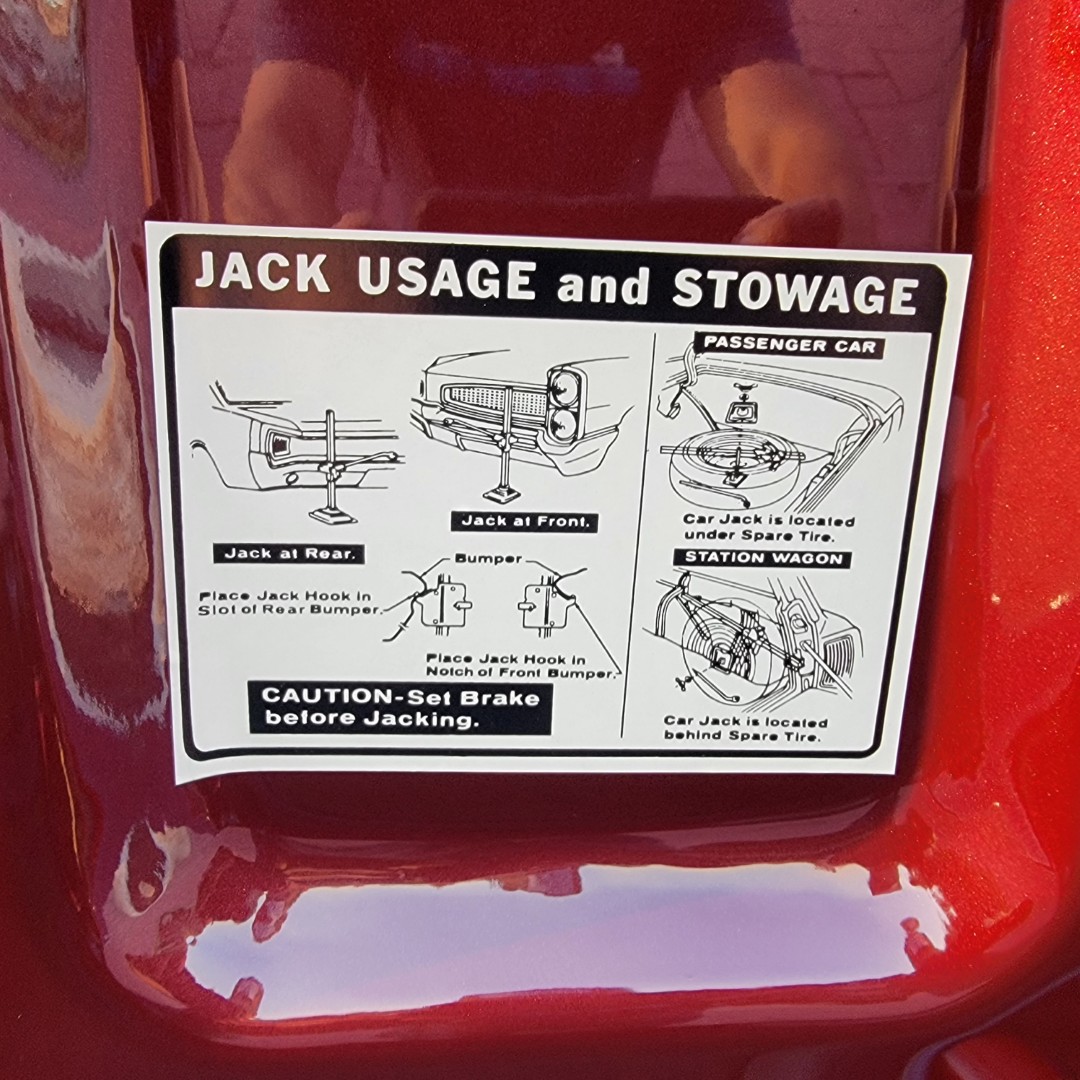 JACK USAGE and STOWAGE
Jack at Rear.
Jack at Front.
Bumper
Place Jack Hook in
Slot of Rear Bumper.
Place Jack Hook in
Notch of Front Bumper.
CAUTION-Set Brake
before Jacking.
PASSENGER CAR
Car Jack is located
under Spare Tire.
STATION WAGON
Car Jack is located
behind Spare Tire.